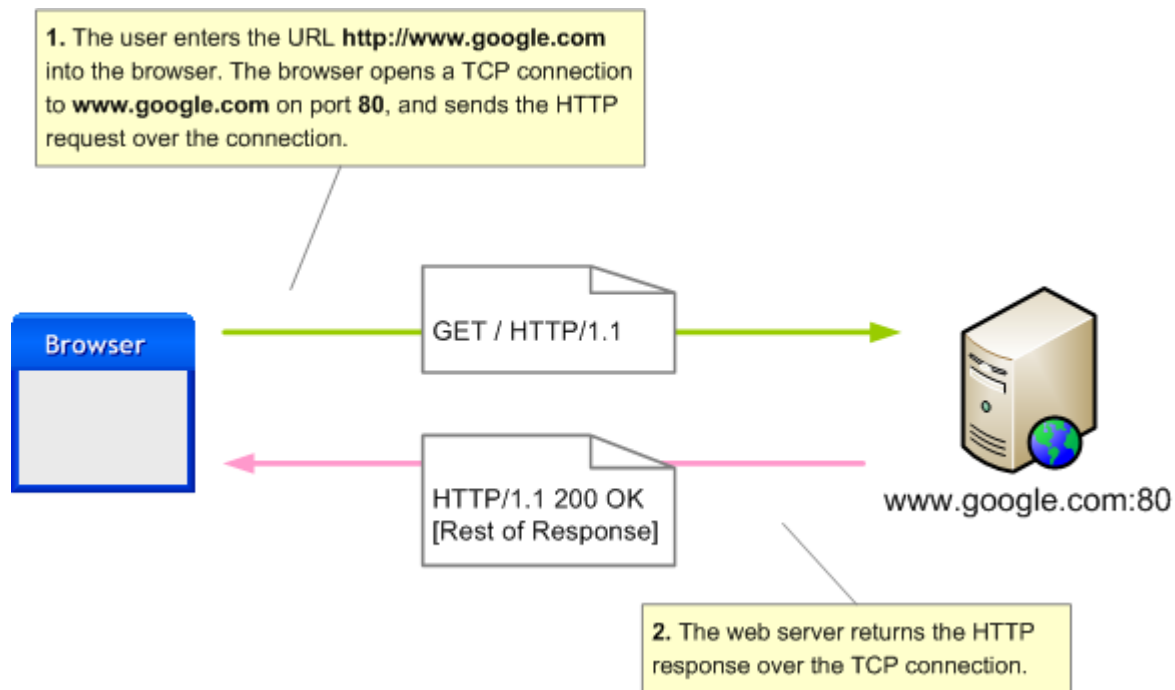 1. The user enters the URL http://www.google.com
into the browser. The browser opens a TCP connection
to www.google.com on port 80, and sends the HTTP
request over the connection.
GET / HTTP/1.1
Browser
HTTP/1.1 200 OK
[Rest of Response]
www.google.com:80
2. The web server returns the HTTP
response over the TCP connection.